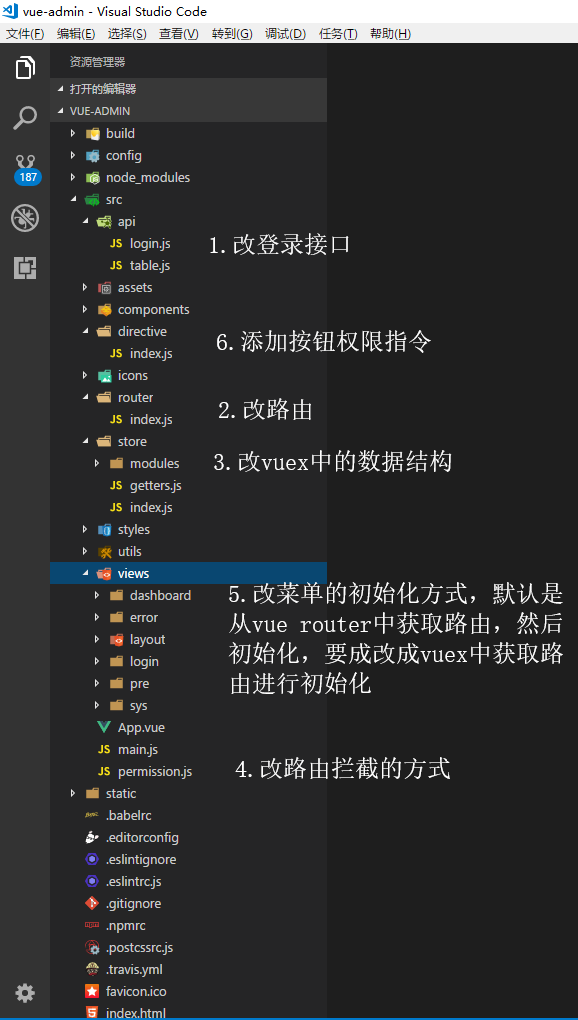 vue-admin - Visual Studio Code
文件(F) 编辑(E) 选择(S) 查看(V) 转到(G) 调试(D) 任务(T) 帮助(H)
资源管理器
打开的编辑器
VUE-ADMIN
build
config
node_modules
187
src
api
login.js
1.改登录接口
table.js
assets
components
directive
6.添加按钮权限指令
index.js
icons
router
2.改路由
index.js
store
3.改vuex中的数据结构
modules
getters.js
index.js
styles
utils
views
dashboard
5.改菜单的初始化方式，默认是
从vue router中获取路由，然后
初始化，要成改成vuex中获取路
由进行初始化
error
layout
login
pre
sys
App.vue
main.js
4.改路由拦截的方式
permission.js
static
.babelrc
.editorconfig
.eslintignore
.eslintrc.js
.gitignore
.npmrc
.postcssrc.js
.travis.yml
favicon.ico
index.html